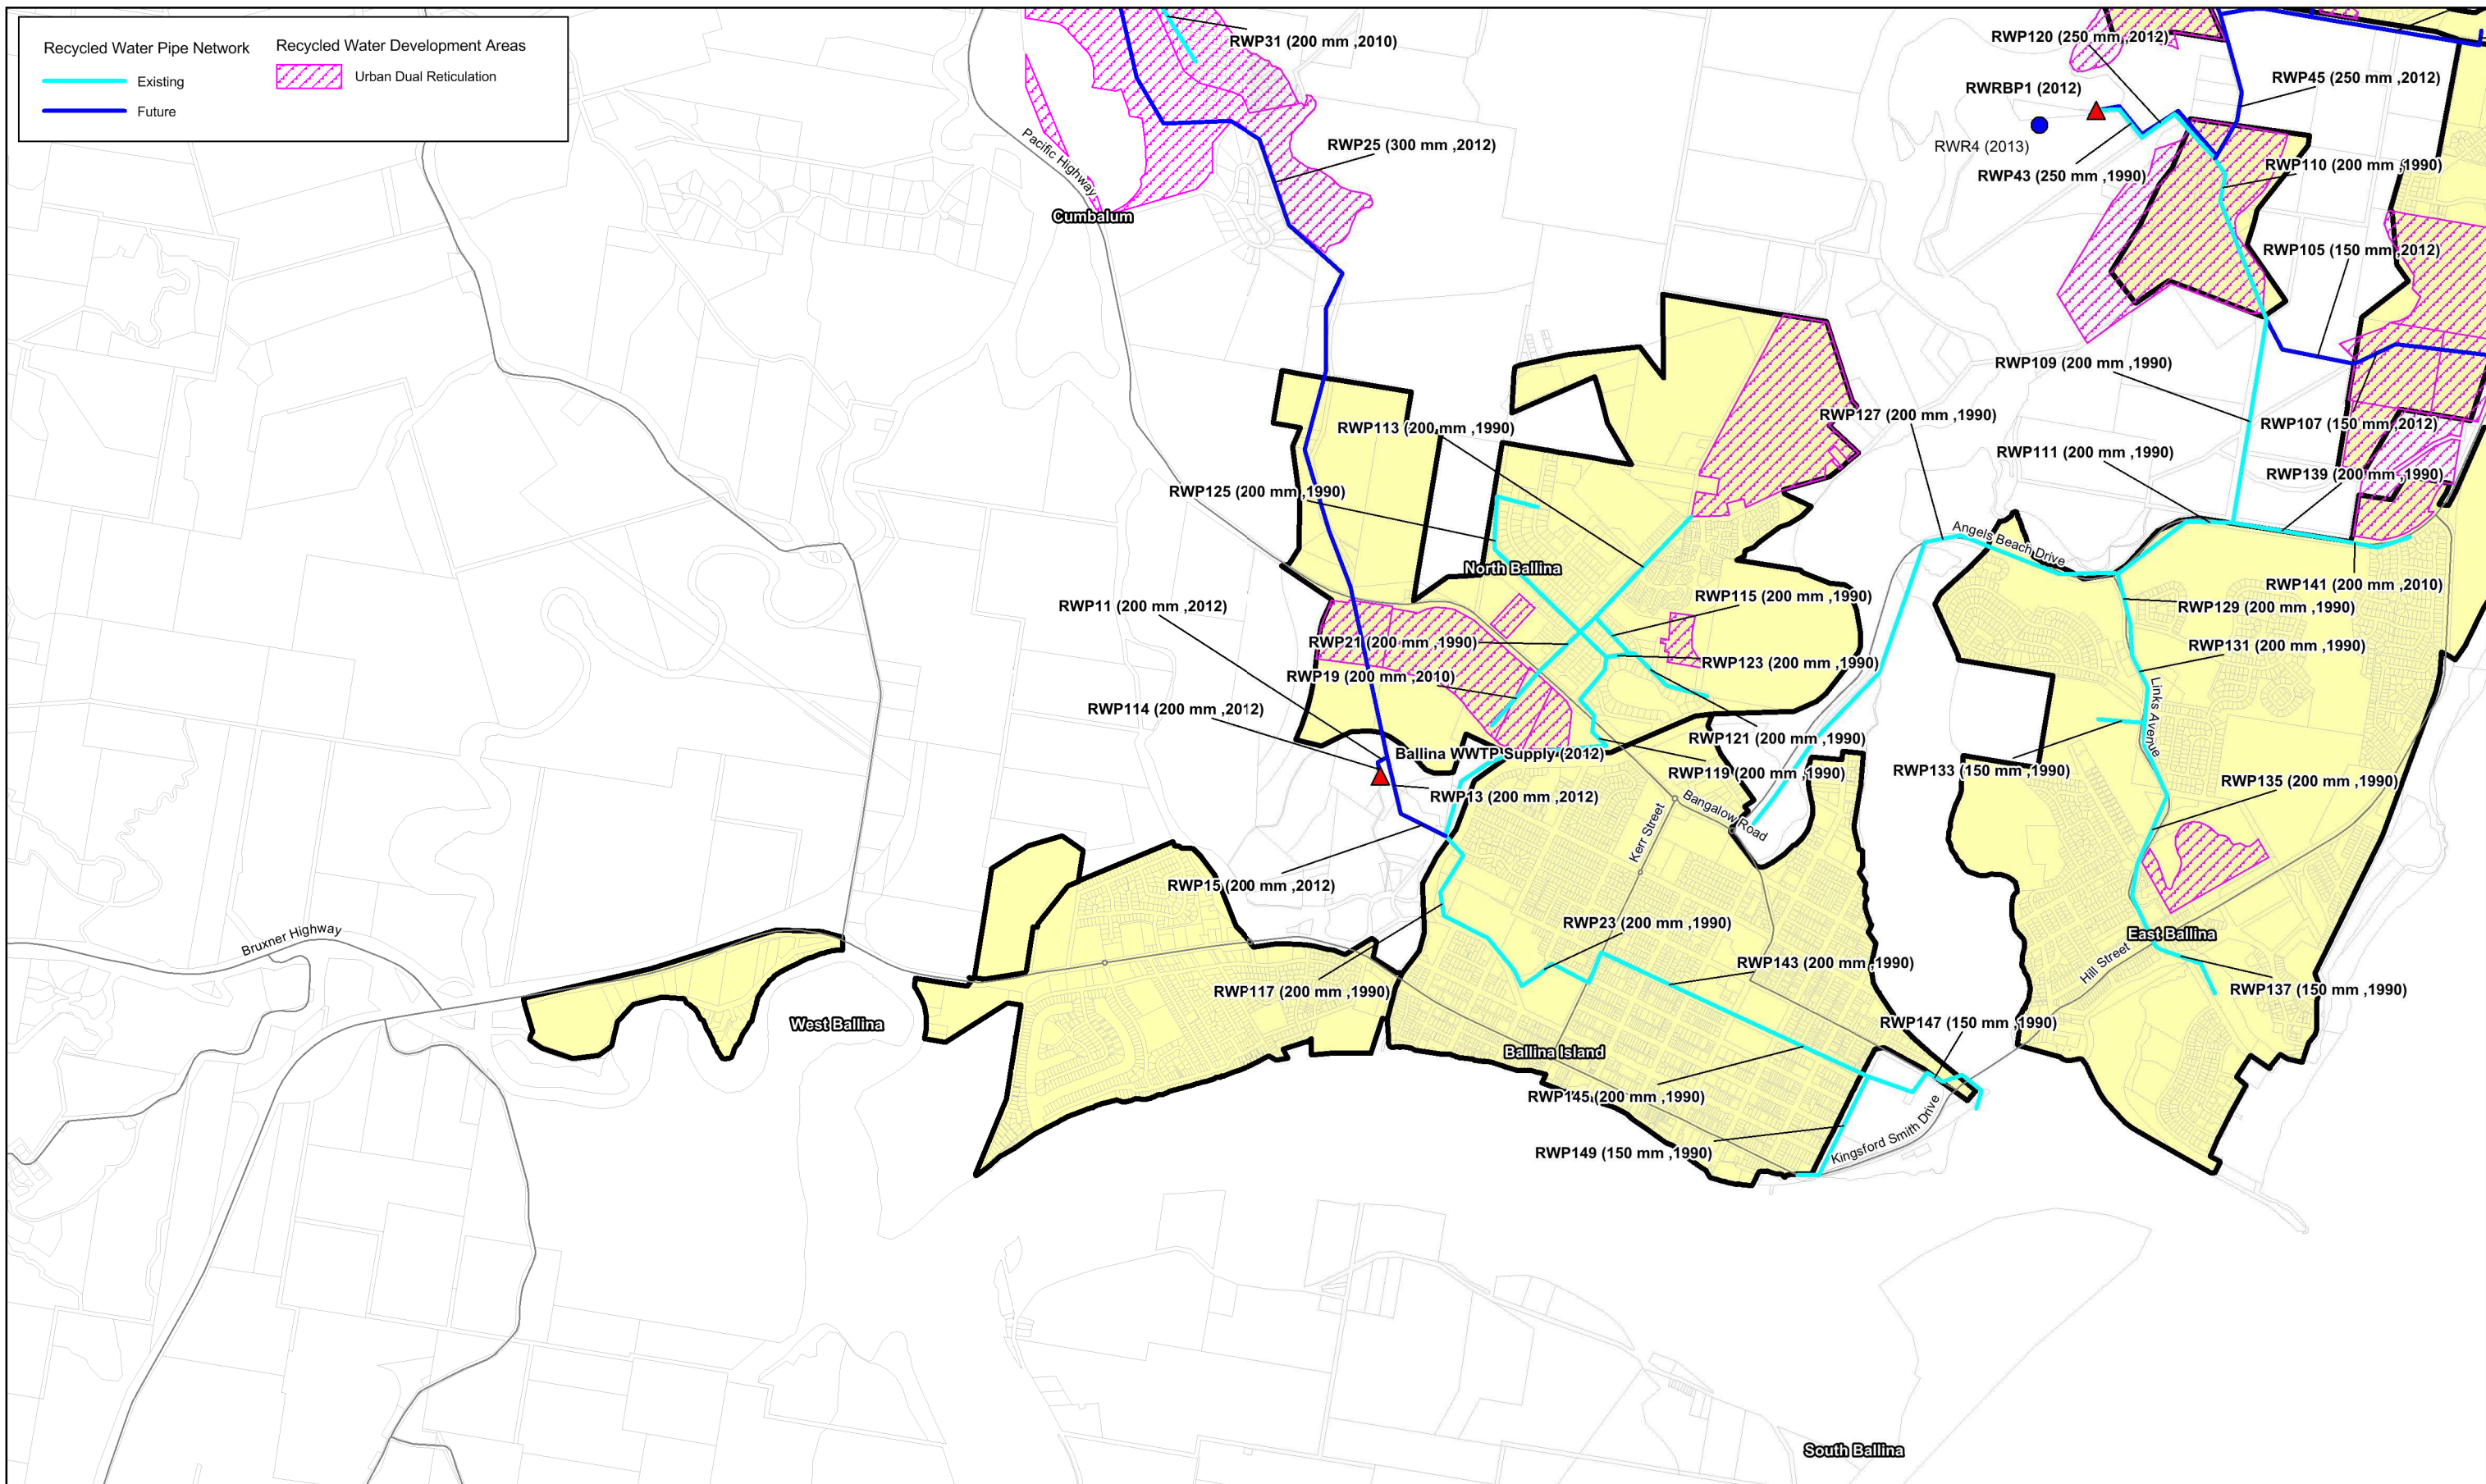 Recycled Water Pipe Network
Recycled Water Development Areas
Existing
Urban Dual Reticulation
Future
RWP31 (200 mm ,2010)
RWP120 (250 mm ,2012)
RWP45 (250 mm ,2012)
RWRBP1 (2012)
RWR4 (2013)
RWP25 (300 mm ,2012)
Pacific Highway
RWP110 (200 mm ,1990)
RWP43 (250 mm ,1990)
Cumbalum
RWP105 (150 mm ,2012)
RWP109 (200 mm ,1990)
RWP127 (200 mm ,1990)
RWP113 (200 mm ,1990)
RWP107 (150 mm ,2012)
RWP111 (200 mm ,1990)
RWP139 (200 mm ,1990)
RWP125 (200 mm ,1990)
Angels Beach Drive
North Ballina
RWP141 (200 mm ,2010)
RWP115 (200 mm ,1990)
RWP11 (200 mm ,2012)
RWP129 (200 mm ,1990)
RWP21 (200 mm ,1990)
RWP131 (200 mm ,1990)
RWP123 (200 mm ,1990)
RWP19 (200 mm ,2010)
RWP114 (200 mm ,2012)
Links Avenue
RWP121 (200 mm ,1990)
Ballina WWTP Supply (2012)
RWP119 (200 mm ,1990)
RWP133 (150 mm ,1990)
RWP135 (200 mm ,1990)
RWP13 (200 mm ,2012)
Bangalow Road
Kerr Street
RWP15 (200 mm ,2012)
RWP23 (200 mm ,1990)
Bruxner Highway
East Ballina
RWP143 (200 mm ,1990)
Hill Street
RWP117 (200 mm ,1990)
RWP137 (150 mm ,1990)
West Ballina
RWP147 (150 mm ,1990)
Ballina Island
RWP145 (200 mm ,1990)
Kingsford Smith Drive
RWP149 (150 mm ,1990)
South Ballina